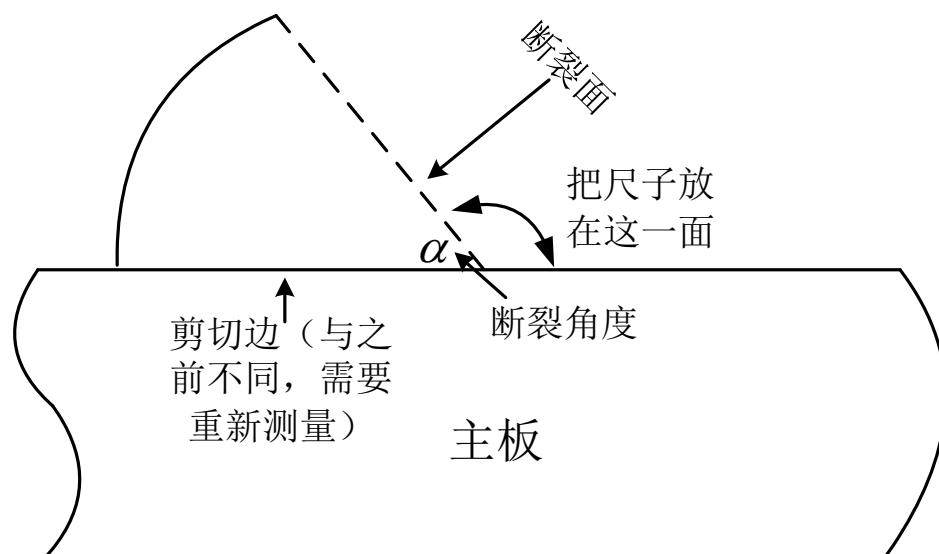 断裂面
把尺子放
在这一面
α
断裂角度
剪切边（与之
前不同，需要
重新测量）
主板